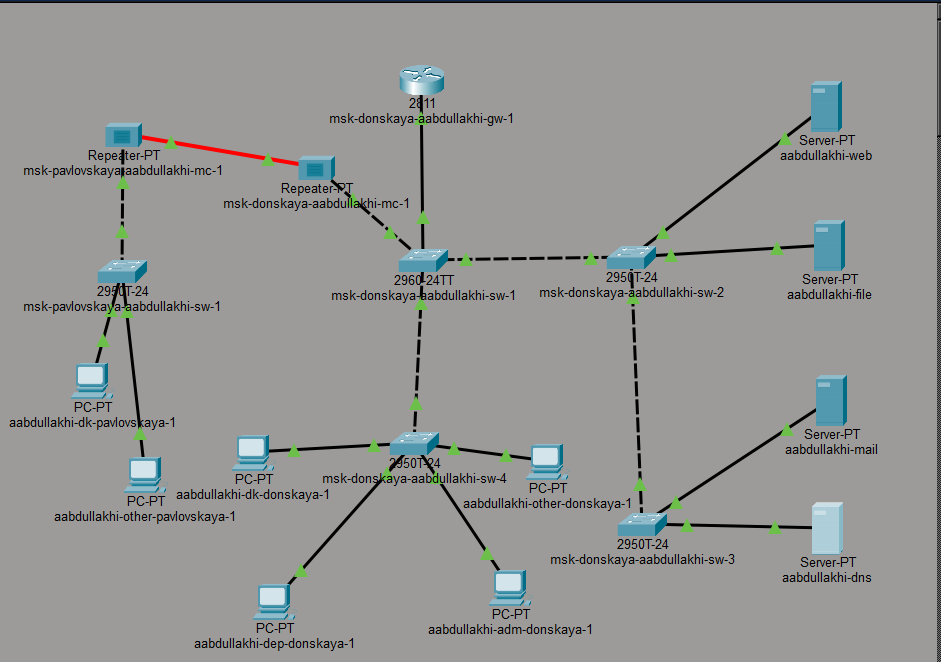 2811
msk-donskaya-aabdullakhi-gw-1
Repeater-PT
msk-pavlovskaya-aabdullakhi-mc-1
Repeater-PT
msk-donskaya-aabdullakhi-mc-1
Server-PT
aabdullakhi-web
2950T-24
msk-pavlovskaya-aabdullakhi-sw-1
2960-24TT
msk-donskaya-aabdullakhi-sw-1
2950T-24
msk-donskaya-aabdullakhi-sw-2
Server-PT
aabdullakhi-file
PC-PT
aabdullakhi-dk-pavlovskaya-1
PC-PT
aabdullakhi-other-pavlovskaya-1
PC-PT
aabdullakhi-dk-donskaya-1
2950T-24
msk-donskaya-aabdullakhi-sw-4
PC-PT
aabdullakhi-other-donskaya-1
Server-PT
aabdullakhi-mail
2950T-24
msk-donskaya-aabdullakhi-sw-3
Server-PT
aabdullakhi-dns
PC-PT
aabdullakhi-dep-donskaya-1
PC-PT
aabdullakhi-adm-donskaya-1